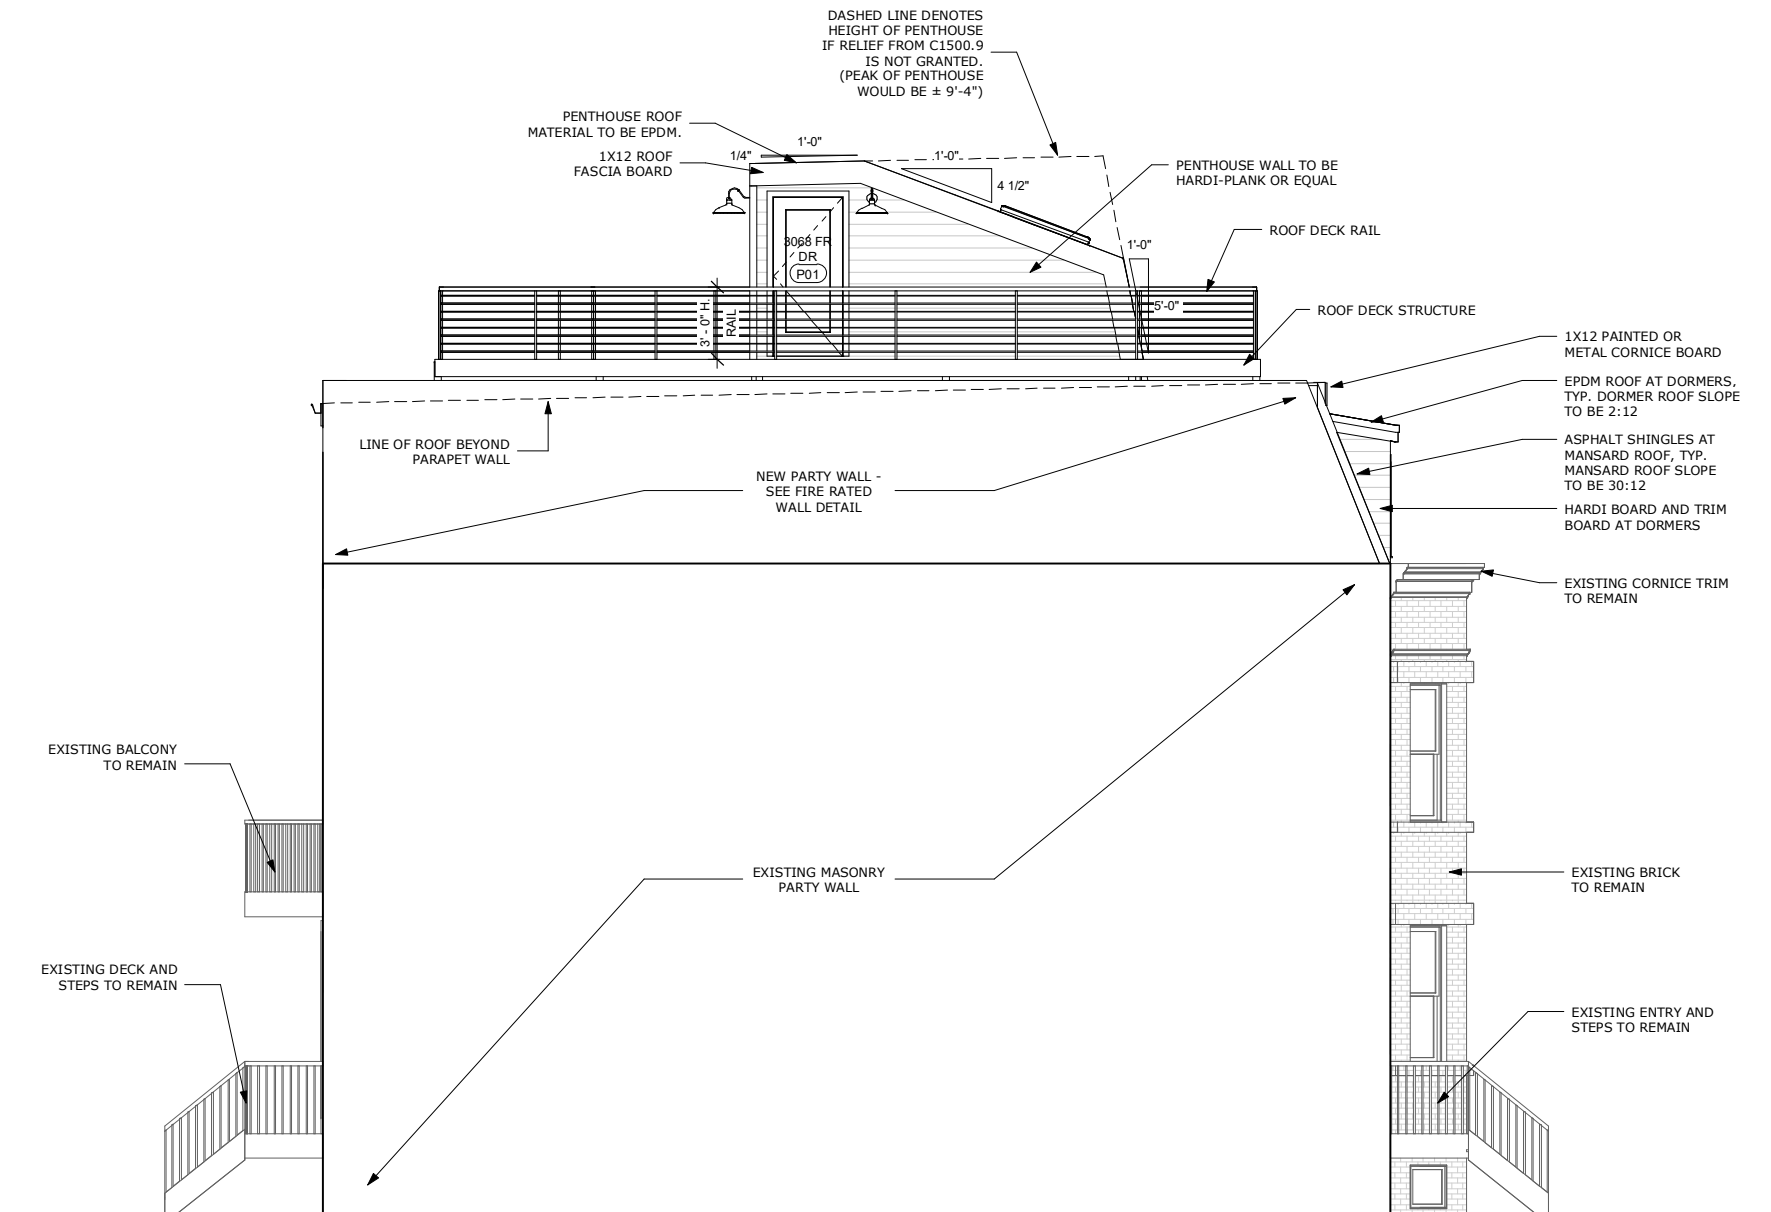 DASHED LINE DENOTES
HEIGHT OF PENTHOUSE
IF RELIEF FROM C1500.9
IS NOT GRANTED.
(PEAK OF PENTHOUSE
WOULD BE ± 9'-4")
PENTHOUSE ROOF
MATERIAL TO BE EPDM.
1X12 ROOF
FASCIA BOARD
1'-0"
1/4"
1'-0"
4 1/2"
PENTHOUSE WALL TO BE
HARDI-PLANK OR EQUAL
3068 FR
DR
P01
1'-0"
5'-0"
3' - 0" H.
RAIL
ROOF DECK RAIL
ROOF DECK STRUCTURE
1X12 PAINTED OR
METAL CORNICE BOARD
EPDM ROOF AT DORMERS,
TYP. DORMER ROOF SLOPE
TO BE 2:12
ASPHALT SHINGLES AT
MANSARD ROOF, TYP.
MANSARD ROOF SLOPE
TO BE 30:12
HARDI BOARD AND TRIM
BOARD AT DORMERS
LINE OF ROOF BEYOND
PARAPET WALL
NEW PARTY WALL -
SEE FIRE RATED
WALL DETAIL
EXISTING CORNICE TRIM
TO REMAIN
EXISTING BALCONY
TO REMAIN
EXISTING MASONRY
PARTY WALL
EXISTING BRICK
TO REMAIN
EXISTING DECK AND
STEPS TO REMAIN
EXISTING ENTRY AND
STEPS TO REMAIN